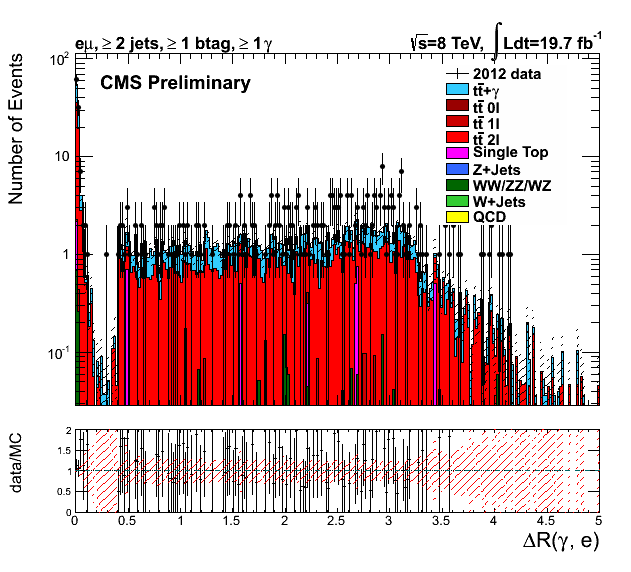 eμ, ≥ 2 jets, ≥ 1 btag, ≥ 1 γ
√s=8 TeV, ∫ Ldt=19.7 fb⁻¹
CMS Preliminary
Number of Events
10²
10
1
10⁻¹
2012 data
tt̅+γ
tt̅ 0l
tt̅ 1l
tt̅ 2l
Single Top
Z+Jets
WW/ZZ/WZ
W+Jets
QCD
data/MC
2
1.5
1
0.5
0
0 0.5 1 1.5 2 2.5 3 3.5 4 4.5 5
ΔR(γ, e)